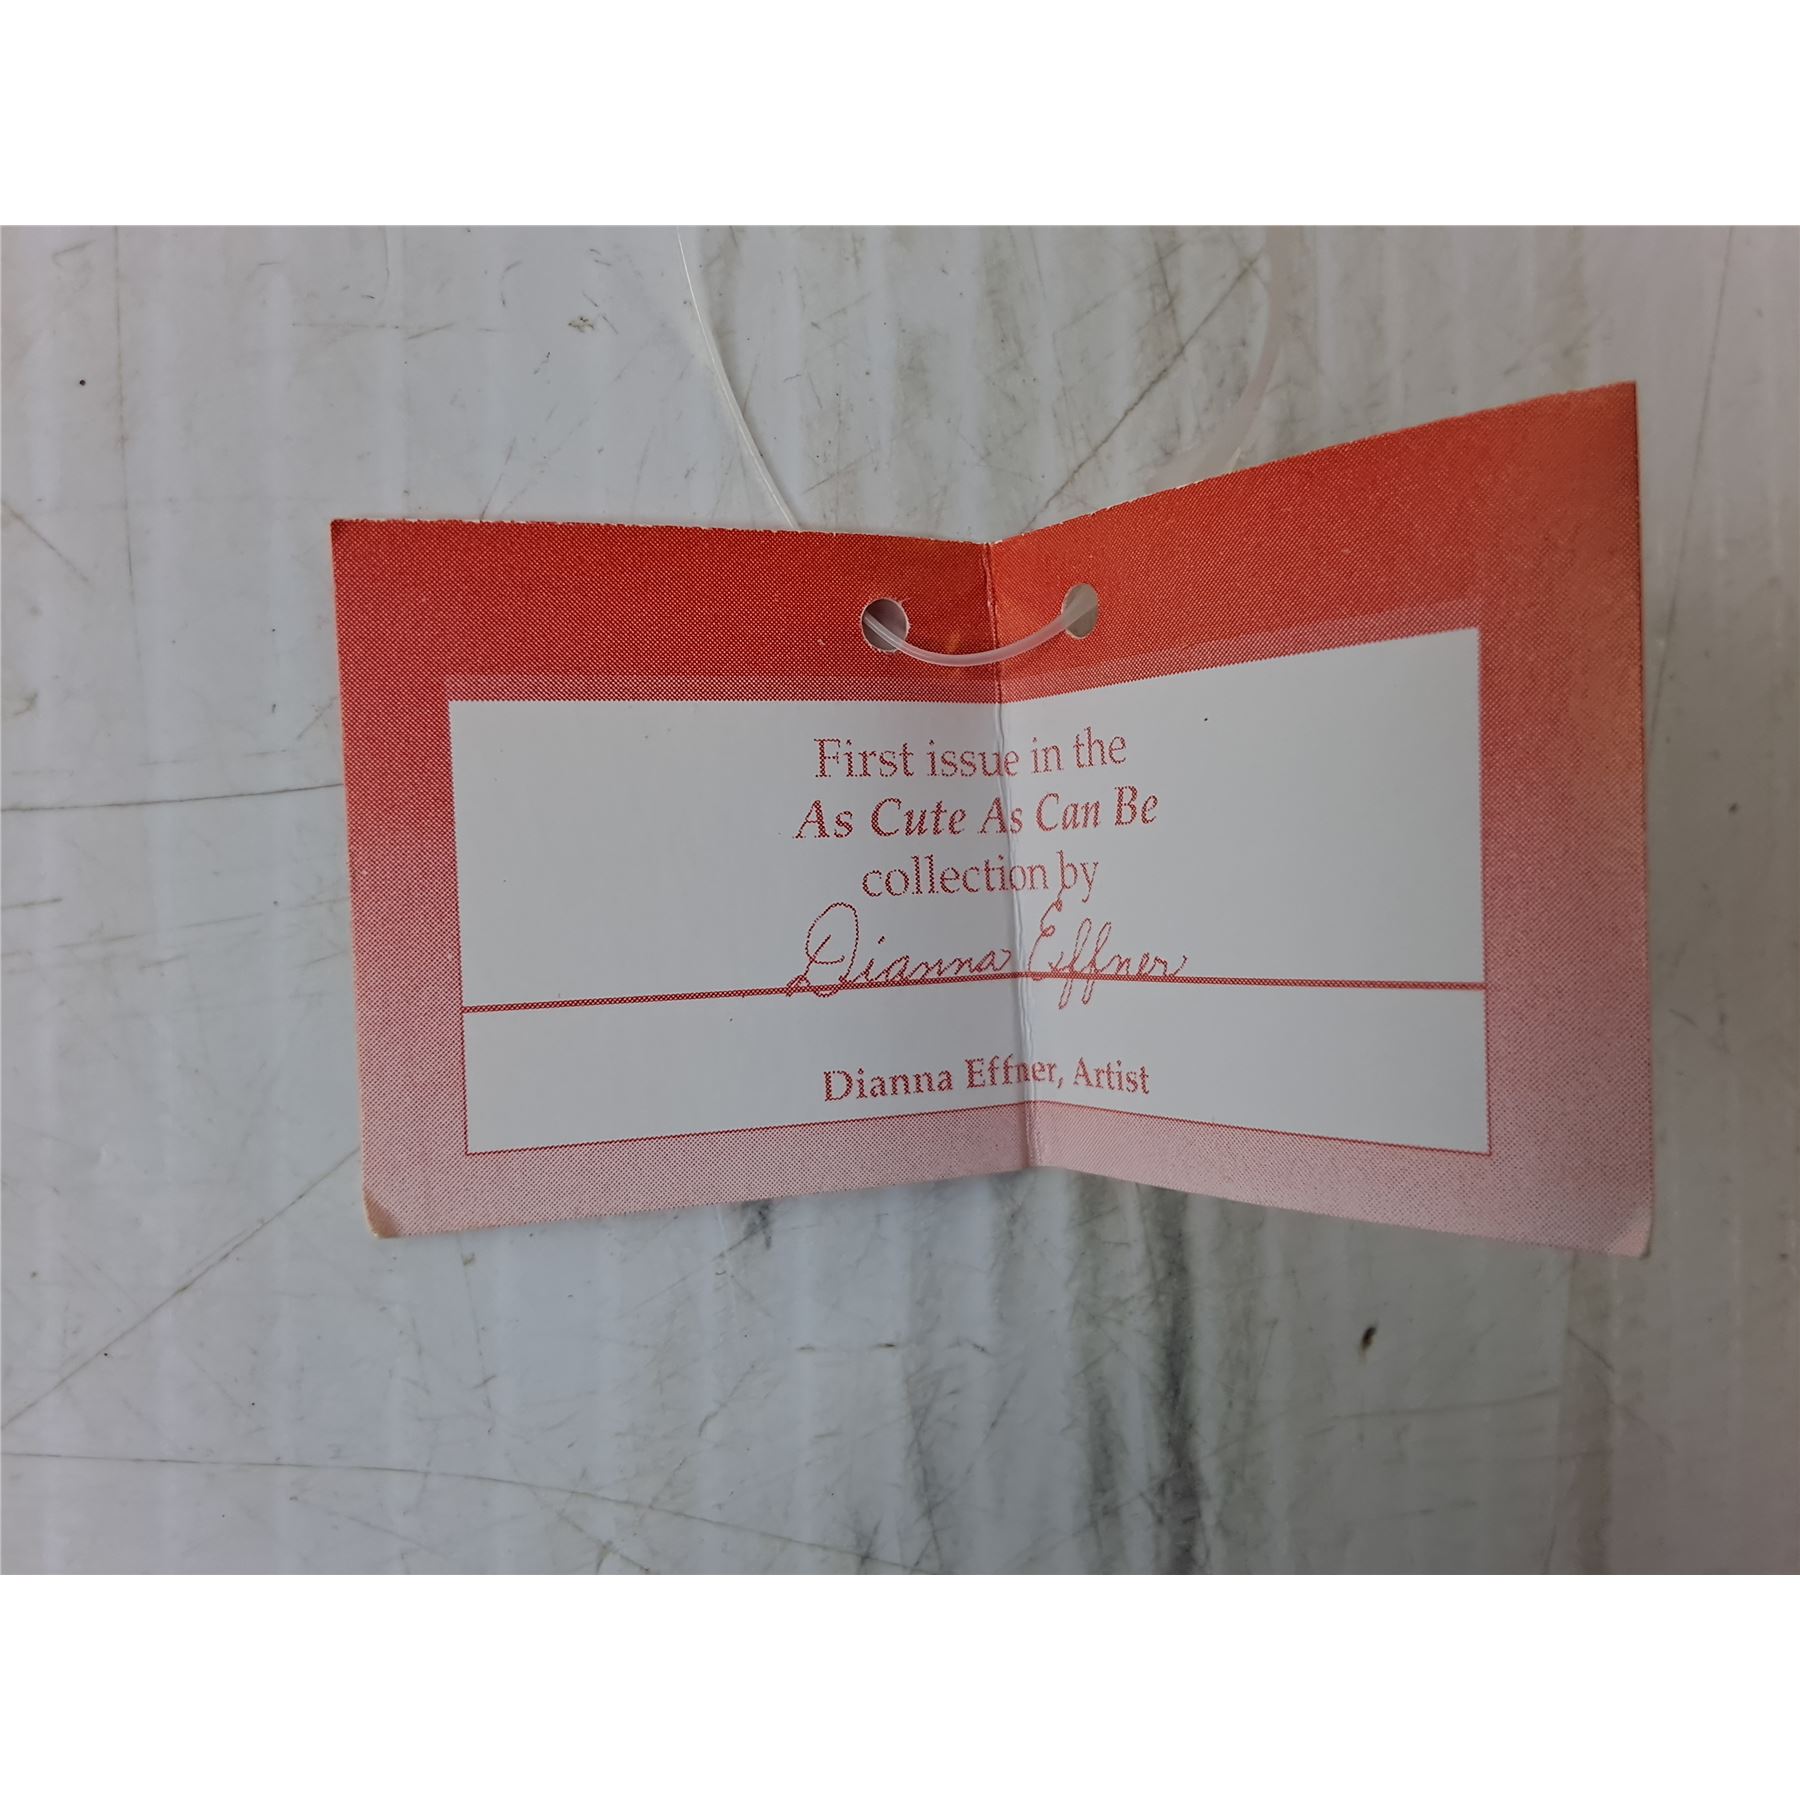 First issue in the
As Cute As Can Be
collection by
Dianna Effner
Dianna Effner, Artist